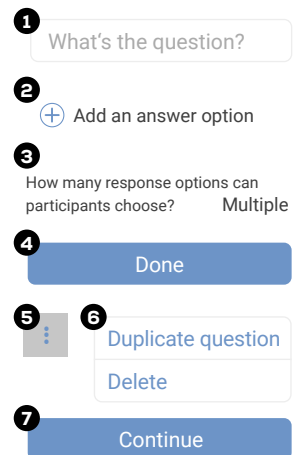 1
What's the question?
2
Add an answer option
3
How many response options can
participants choose? Multiple
4
Done
5 6
Duplicate question
Delete
7
Continue